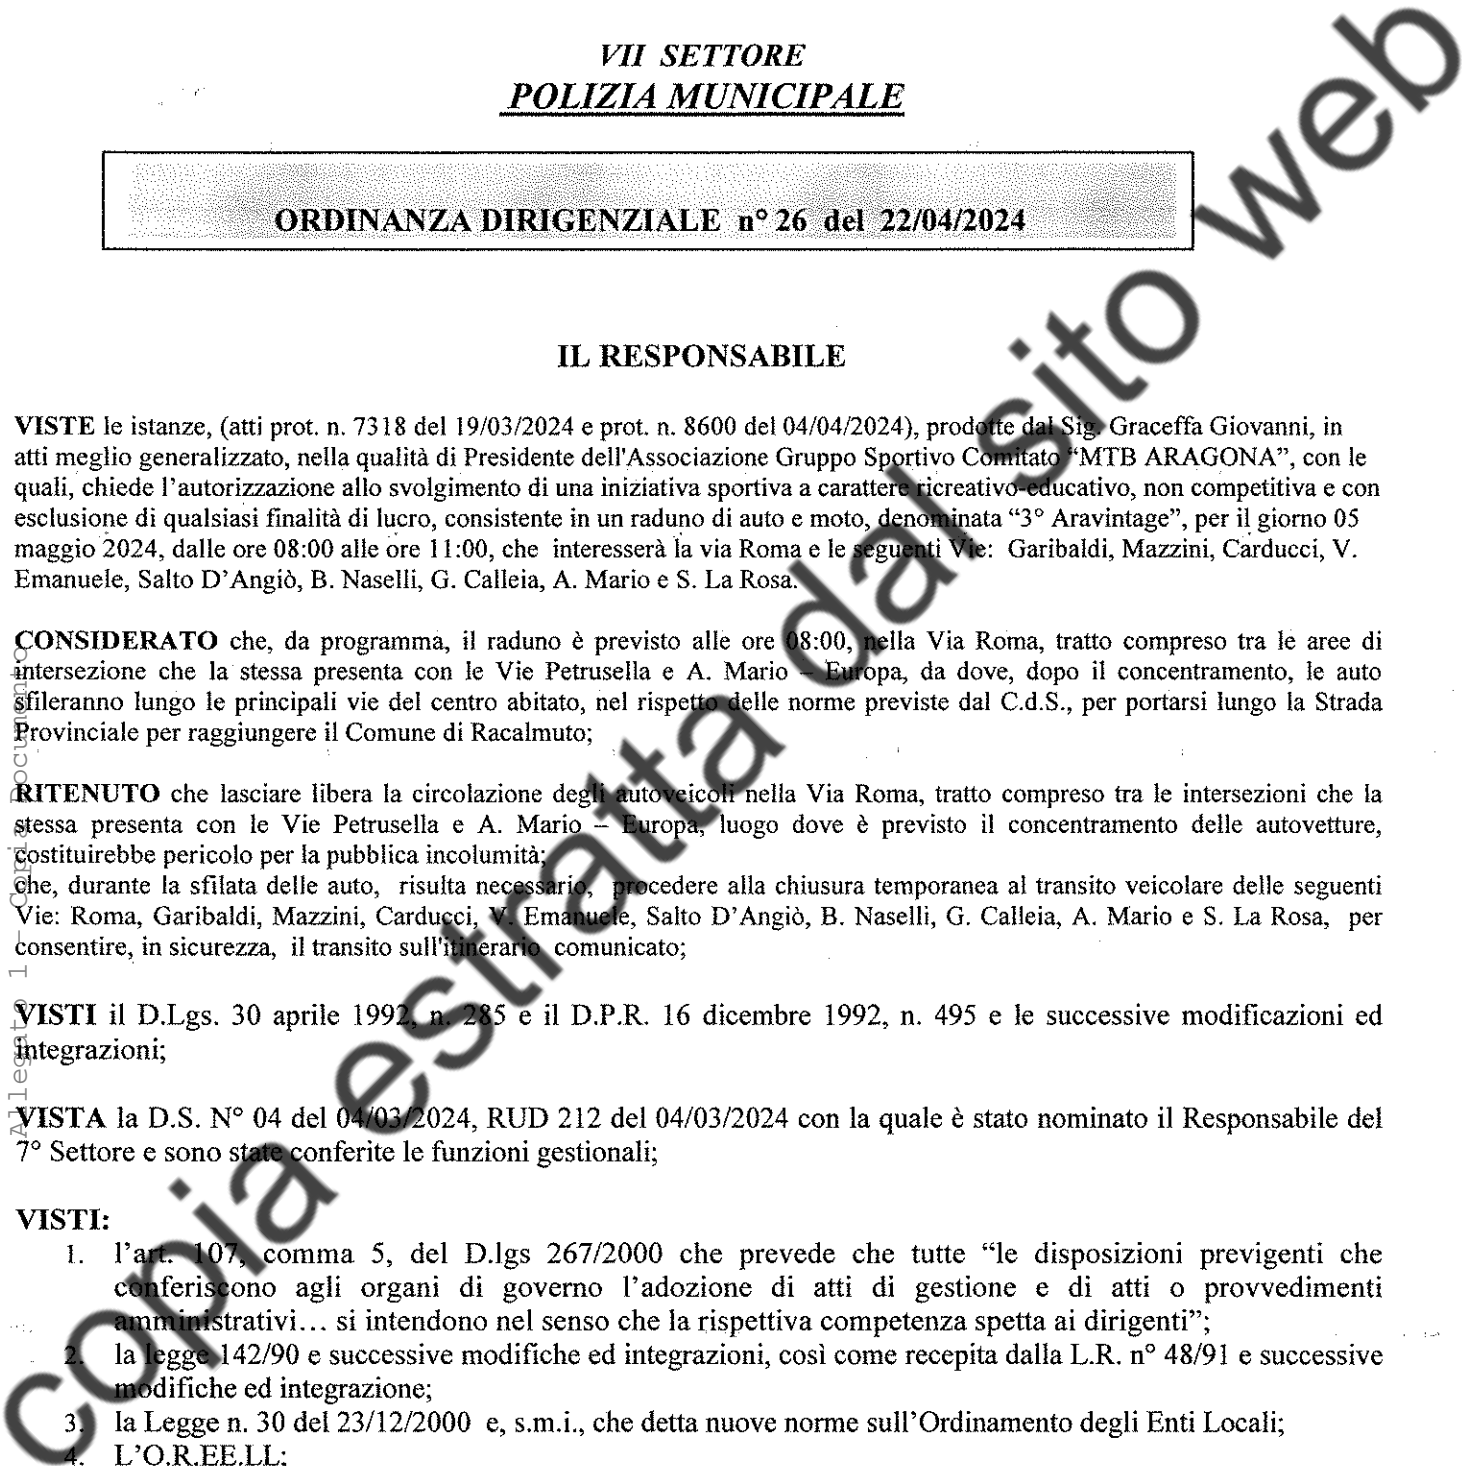 VII SETTORE
POLIZIA MUNICIPALE
ORDINANZA DIRIGENZIALE n° 26 del 22/04/2024
IL RESPONSABILE
VISTE le istanze, (atti prot. n. 7318 del 19/03/2024 e prot. n. 8600 del 04/04/2024), prodotte dal Sig. Graceffa Giovanni, in
atti meglio generalizzato, nella qualità di Presidente dell'Associazione Gruppo Sportivo Comitato “MTB ARAGONA”, con le
quali, chiede l’autorizzazione allo svolgimento di una iniziativa sportiva a carattere ricreativo-educativo, non competitiva e con
esclusione di qualsiasi finalità di lucro, consistente in un raduno di auto e moto, denominata “3° Aravintage”, per il giorno 05
maggio 2024, dalle ore 08:00 alle ore 11:00, che interesserà la via Roma e le seguenti Vie: Garibaldi, Mazzini, Carducci, V.
Emanuele, Salto D’Angiò, B. Naselli, G. Calleia, A. Mario e S. La Rosa.
CONSIDERATO che, da programma, il raduno è previsto alle ore 08:00, nella Via Roma, tratto compreso tra le aree di
intersezione che la stessa presenta con le Vie Petrusella e A. Mario – Europa, da dove, dopo il concentramento, le auto
sfileranno lungo le principali vie del centro abitato, nel rispetto delle norme previste dal C.d.S., per portarsi lungo la Strada
Provinciale per raggiungere il Comune di Racalmuto;
RITENUTO che lasciare libera la circolazione degli autoveicoli nella Via Roma, tratto compreso tra le intersezioni che la
stessa presenta con le Vie Petrusella e A. Mario – Europa, luogo dove è previsto il concentramento delle autovetture,
costituirebbe pericolo per la pubblica incolumità;
che, durante la sfilata delle auto, risulta necessario, procedere alla chiusura temporanea al transito veicolare delle seguenti
Vie: Roma, Garibaldi, Mazzini, Carducci, V. Emanuele, Salto D’Angiò, B. Naselli, G. Calleia, A. Mario e S. La Rosa, per
consentire, in sicurezza, il transito sull'itinerario comunicato;
VISTI il D.Lgs. 30 aprile 1992, n. 285 e il D.P.R. 16 dicembre 1992, n. 495 e le successive modificazioni ed
integrazioni;
VISTA la D.S. N° 04 del 04/03/2024, RUD 212 del 04/03/2024 con la quale è stato nominato il Responsabile del
7° Settore e sono state conferite le funzioni gestionali;
VISTI:
1. l’art. 107, comma 5, del D.lgs 267/2000 che prevede che tutte “le disposizioni previgenti che
conferiscono agli organi di governo l’adozione di atti di gestione e di atti o provvedimenti
amministrativi… si intendono nel senso che la rispettiva competenza spetta ai dirigenti”;
2. la legge 142/90 e successive modifiche ed integrazioni, così come recepita dalla L.R. n° 48/91 e successive
modifiche ed integrazione;
3. la Legge n. 30 del 23/12/2000 e, s.m.i., che detta nuove norme sull’Ordinamento degli Enti Locali;
4. L’O.R.EE.LL;
Allegato 1 - Copia Documento
copia estratta dal sito web